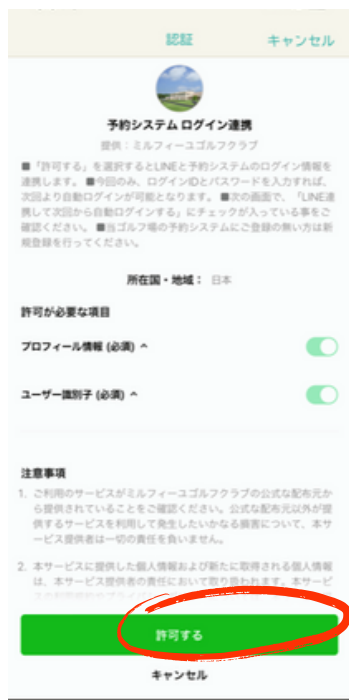 認証
キャンセル
予約システム ログイン連携
提供：ミルフィーユゴルフクラブ
■「許可する」を選択するとLINEと予約システムのログイン情報を
連携します。 ■今回のみ、ログインIDとパスワードを入力すれば、
次回より自動ログインが可能となります。 ■次の画面で、「LINE連
携して次回から自動ログインする」にチェックが入っている事をご
確認ください。 ■当ゴルフ場の予約システムにご登録の無い方は新
規登録を行ってください。
所在国・地域： 日本
許可が必要な項目
プロフィール情報 (必須) ^
ユーザー識別子 (必須) ^
注意事項
1. ご利用のサービスがミルフィーユゴルフクラブの公式な配布元か
ら提供されていることをご確認ください。公式な配布元以外が提
供するサービスを利用して発生したいかなる損害について、本サ
ービス提供者は一切の責任を負いません。
2. 本サービスに提供した個人情報および新たに取得される個人情報
は、本サービス提供者の責任において取り扱われます。本サービ
許可する
キャンセル